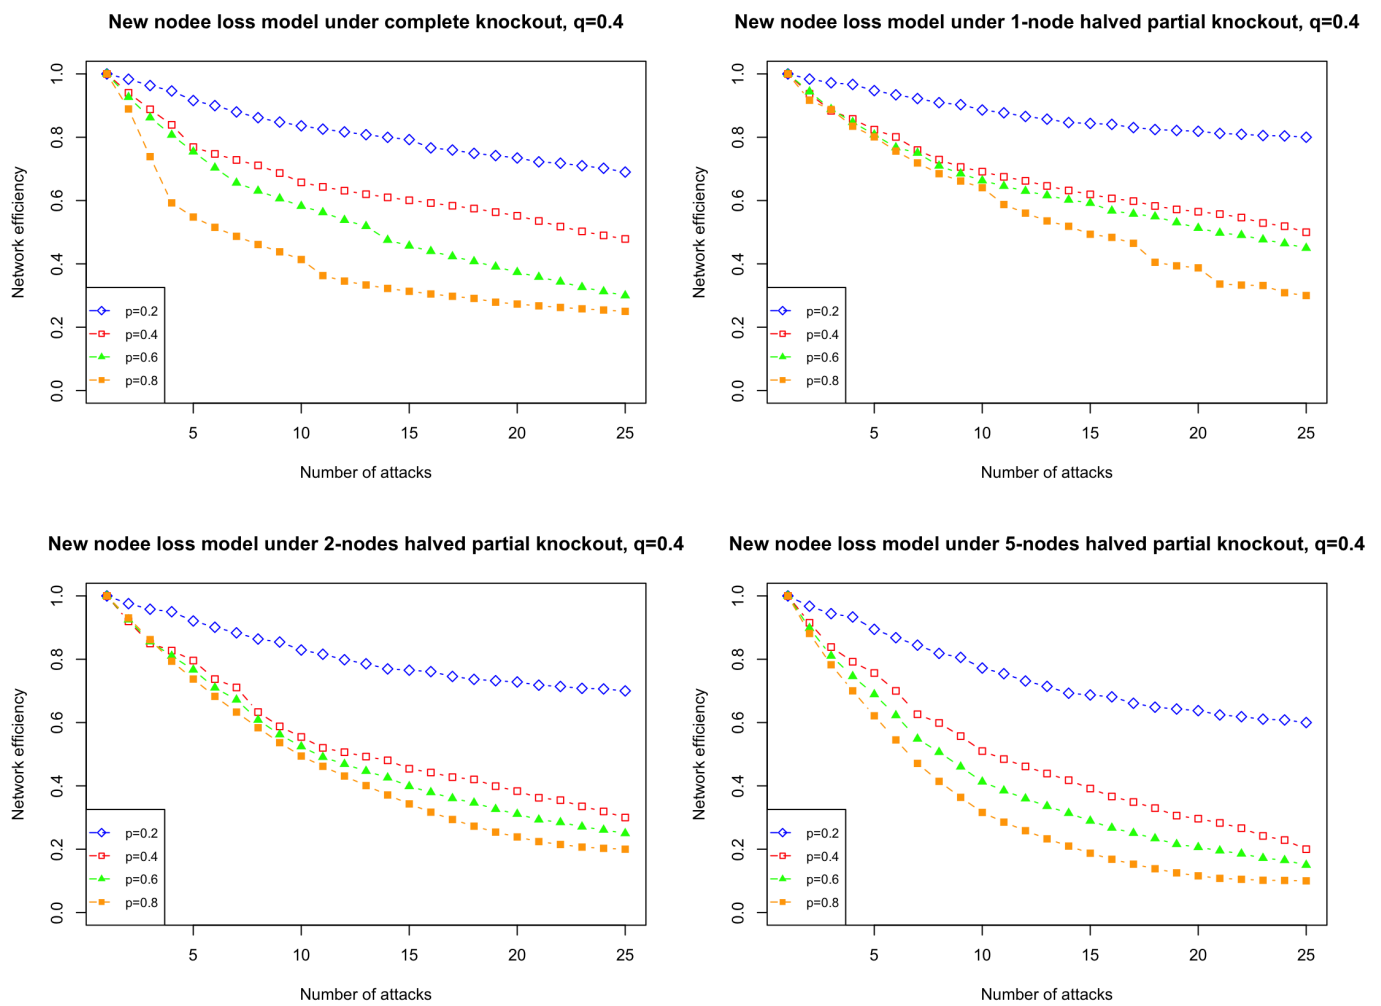 New nodee loss model under complete knockout, q=0.4
Network efficiency
1.0
0.8
0.6
0.4
0.2
0.0
p=0.2
p=0.4
p=0.6
p=0.8
5 10 15 20 25
Number of attacks
New nodee loss model under 1-node halved partial knockout, q=0.4
Network efficiency
1.0
0.8
0.6
0.4
0.2
0.0
p=0.2
p=0.4
p=0.6
p=0.8
5 10 15 20 25
Number of attacks
New nodee loss model under 2-nodes halved partial knockout, q=0.4
Network efficiency
1.0
0.8
0.6
0.4
0.2
0.0
p=0.2
p=0.4
p=0.6
p=0.8
5 10 15 20 25
Number of attacks
New nodee loss model under 5-nodes halved partial knockout, q=0.4
Network efficiency
1.0
0.8
0.6
0.4
0.2
0.0
p=0.2
p=0.4
p=0.6
p=0.8
5 10 15 20 25
Number of attacks